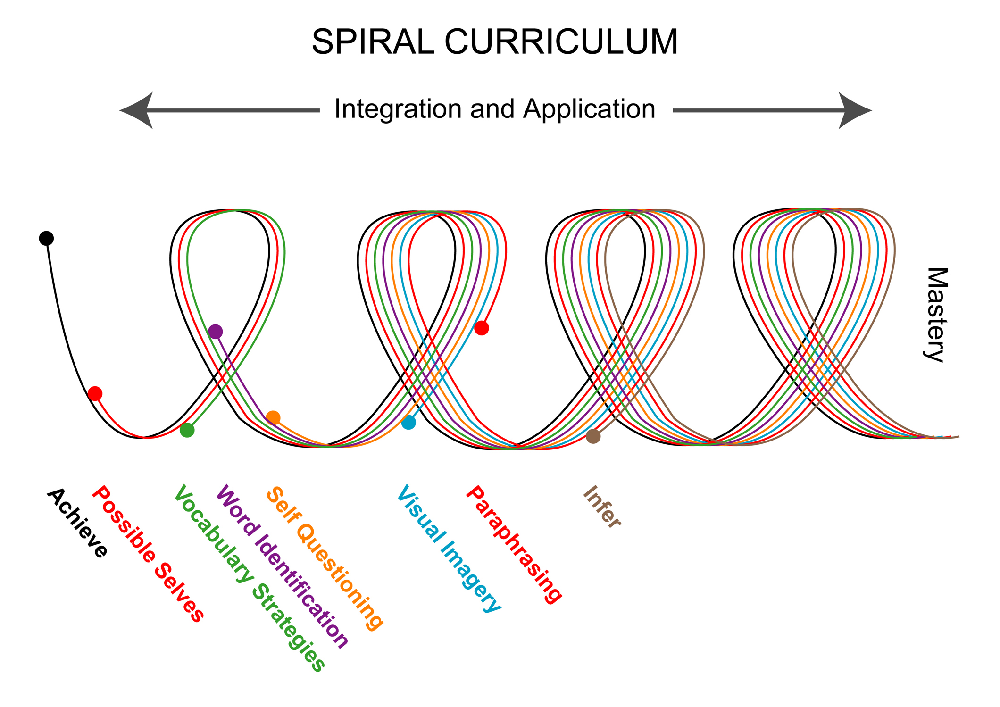 SPIRAL CURRICULUM
Integration and Application
Mastery
Achieve
Possible Selves
Vocabulary Strategies
Word Identification
Self Questioning
Visual Imagery
Paraphrasing
Infer